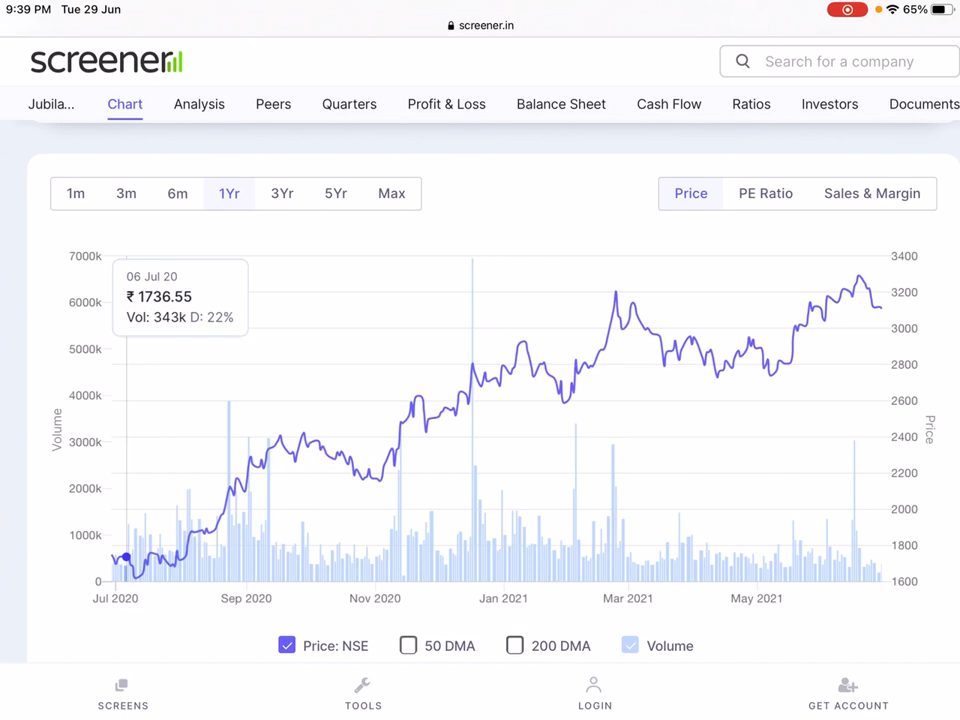 9:39 PM Tue 29 Jun
65%
screener.in
screener
Search for a company
Jubila... Chart Analysis Peers Quarters Profit & Loss Balance Sheet Cash Flow Ratios Investors Documents
1m 3m 6m 1Yr 3Yr 5Yr Max
Price PE Ratio Sales & Margin
7000k
6000k
5000k
4000k
3000k
2000k
1000k
0
Volume
06 Jul 20
₹ 1736.55
Vol: 343k D: 22%
3400
3200
3000
2800
2600
2400
2200
2000
1800
1600
Price
Jul 2020 Sep 2020 Nov 2020 Jan 2021 Mar 2021 May 2021
Price: NSE 50 DMA 200 DMA Volume
SCREENS TOOLS LOGIN GET ACCOUNT